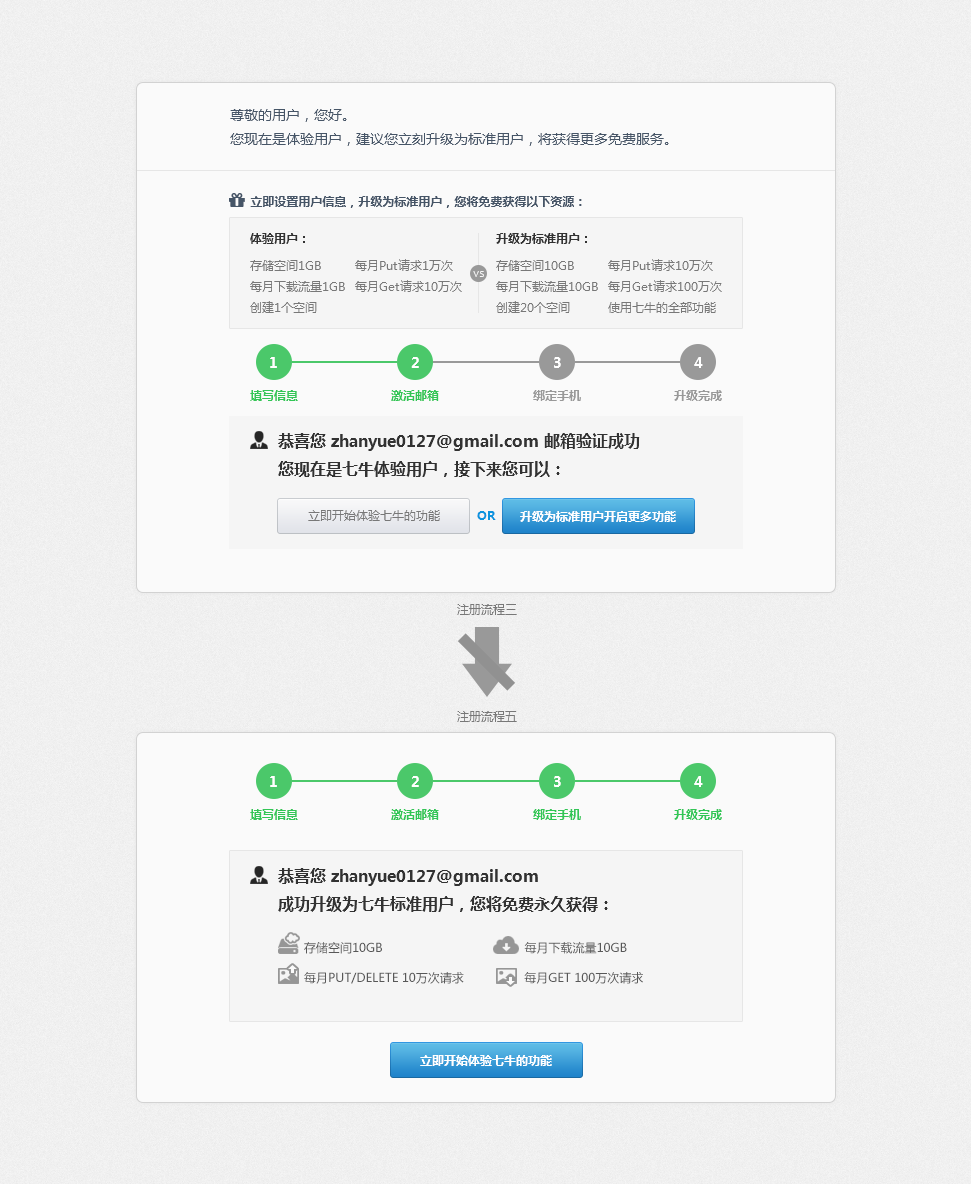 尊敬的用户，您好。
您现在是体验用户，建议您立刻升级为标准用户，将获得更多免费服务。
立即设置用户信息，升级为标准用户，您将免费获得以下资源：
体验用户：
存储空间1GB 每月Put请求1万次
每月下载流量1GB 每月Get请求10万次
创建1个空间
VS
升级为标准用户：
存储空间10GB 每月Put请求10万次
每月下载流量10GB 每月Get请求100万次
创建20个空间 使用七牛的全部功能
1 2 3 4
填写信息 激活邮箱 绑定手机 升级完成
恭喜您 zhanyue0127@gmail.com 邮箱验证成功
您现在是七牛体验用户，接下来您可以：
立即开始体验七牛的功能 OR 升级为标准用户开启更多功能
注册流程三
注册流程五
1 2 3 4
填写信息 激活邮箱 绑定手机 升级完成
恭喜您 zhanyue0127@gmail.com
成功升级为七牛标准用户，您将免费永久获得：
存储空间10GB 每月下载流量10GB
每月PUT/DELETE 10万次请求 每月GET 100万次请求
立即开始体验七牛的功能